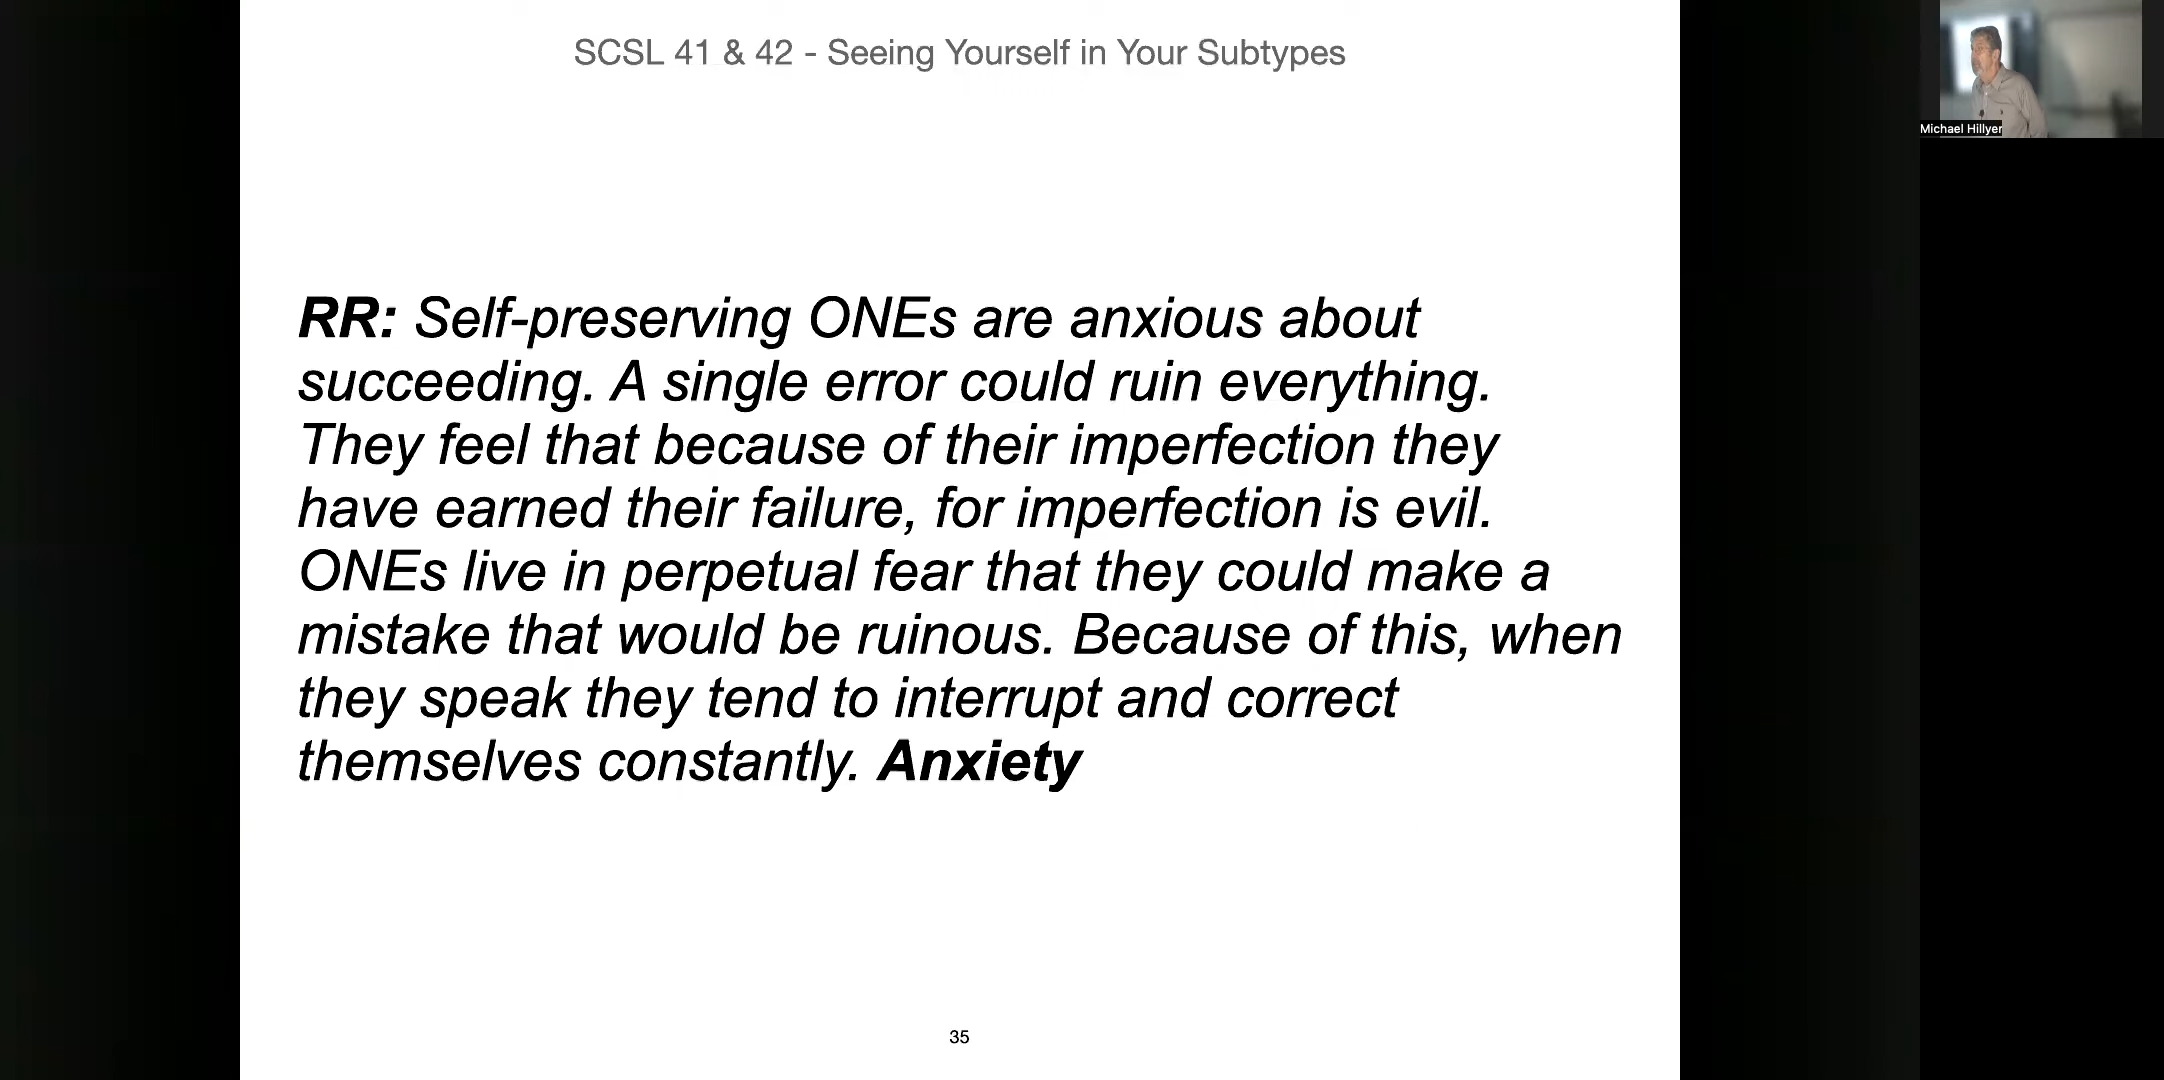 SCSL 41 & 42 - Seeing Yourself in Your Subtypes
Michael Hillyer
RR: Self-preserving ONEs are anxious about
succeeding. A single error could ruin everything.
They feel that because of their imperfection they
have earned their failure, for imperfection is evil.
ONEs live in perpetual fear that they could make a
mistake that would be ruinous. Because of this, when
they speak they tend to interrupt and correct
themselves constantly. Anxiety
35